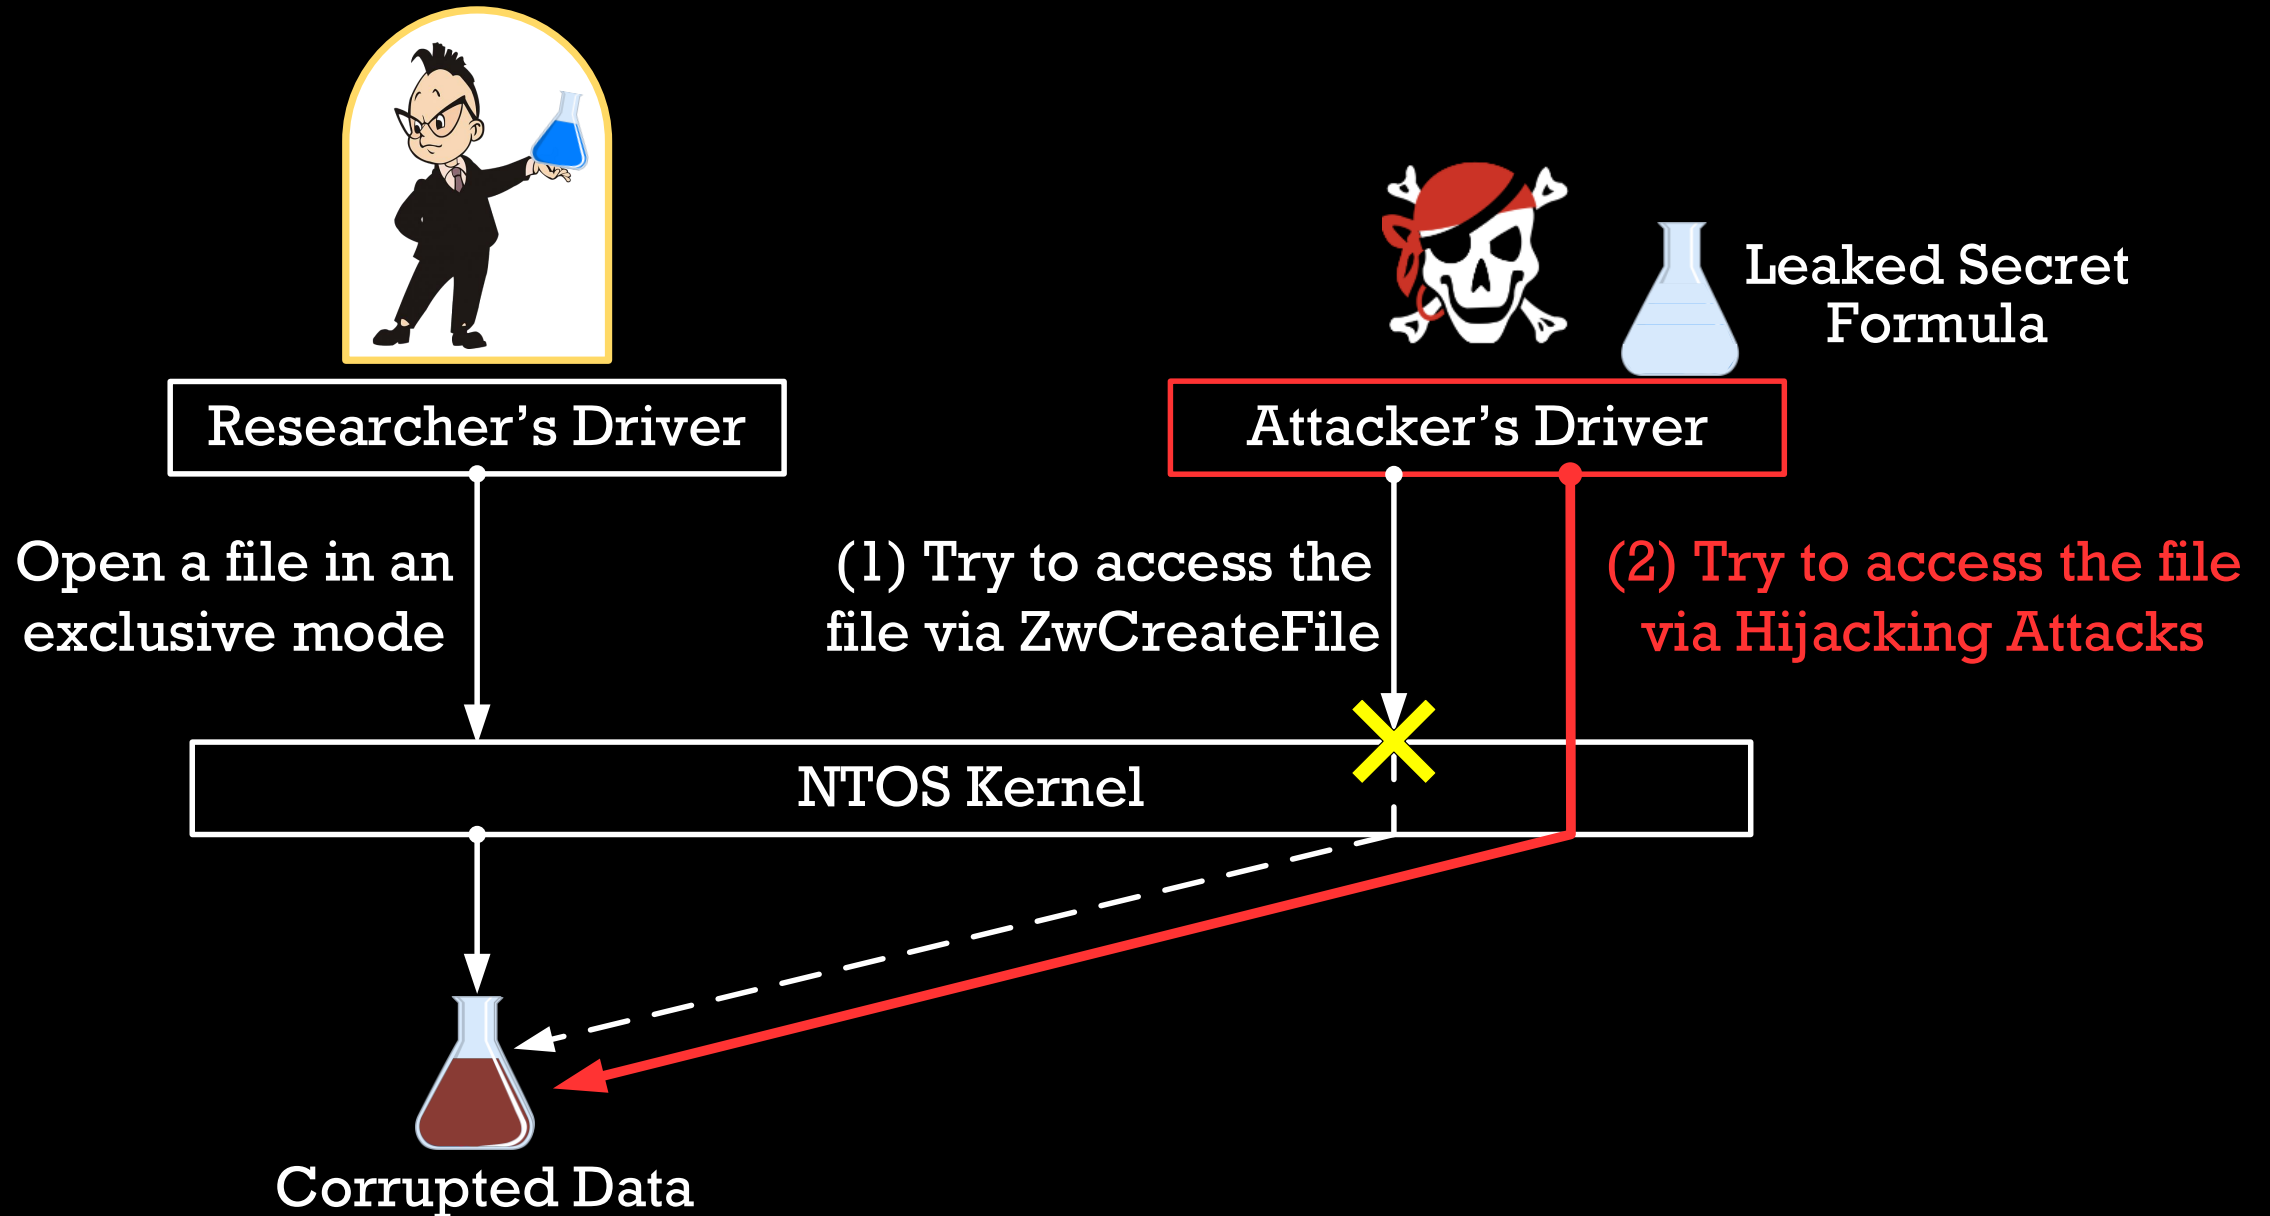 Leaked Secret
Formula
Researcher’s Driver
Attacker’s Driver
Open a file in an
exclusive mode
(1) Try to access the
file via ZwCreateFile
(2) Try to access the file
via Hijacking Attacks
NTOS Kernel
Corrupted Data